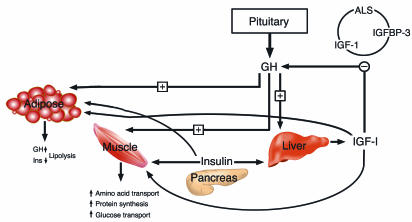 Pituitary
ALS
IGF-1
IGFBP-3
GH
−
+
+
+
Adipose
GH
Lipolysis
Ins
Muscle
Insulin
Liver
IGF-I
Pancreas
Amino acid transport
Protein synthesis
Glucose transport